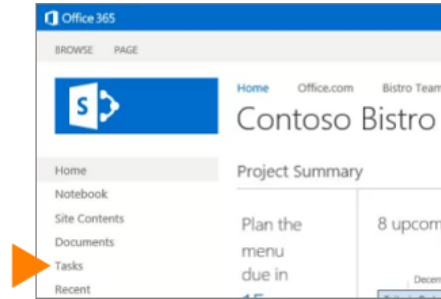 Office 365
BROWSE PAGE
S
Home Office.com Bistro Team
Contoso Bistro
Home
Project Summary
Notebook
Site Contents
Plan the
8 upcom
Documents
menu
Tasks
due in
Recent
Decem